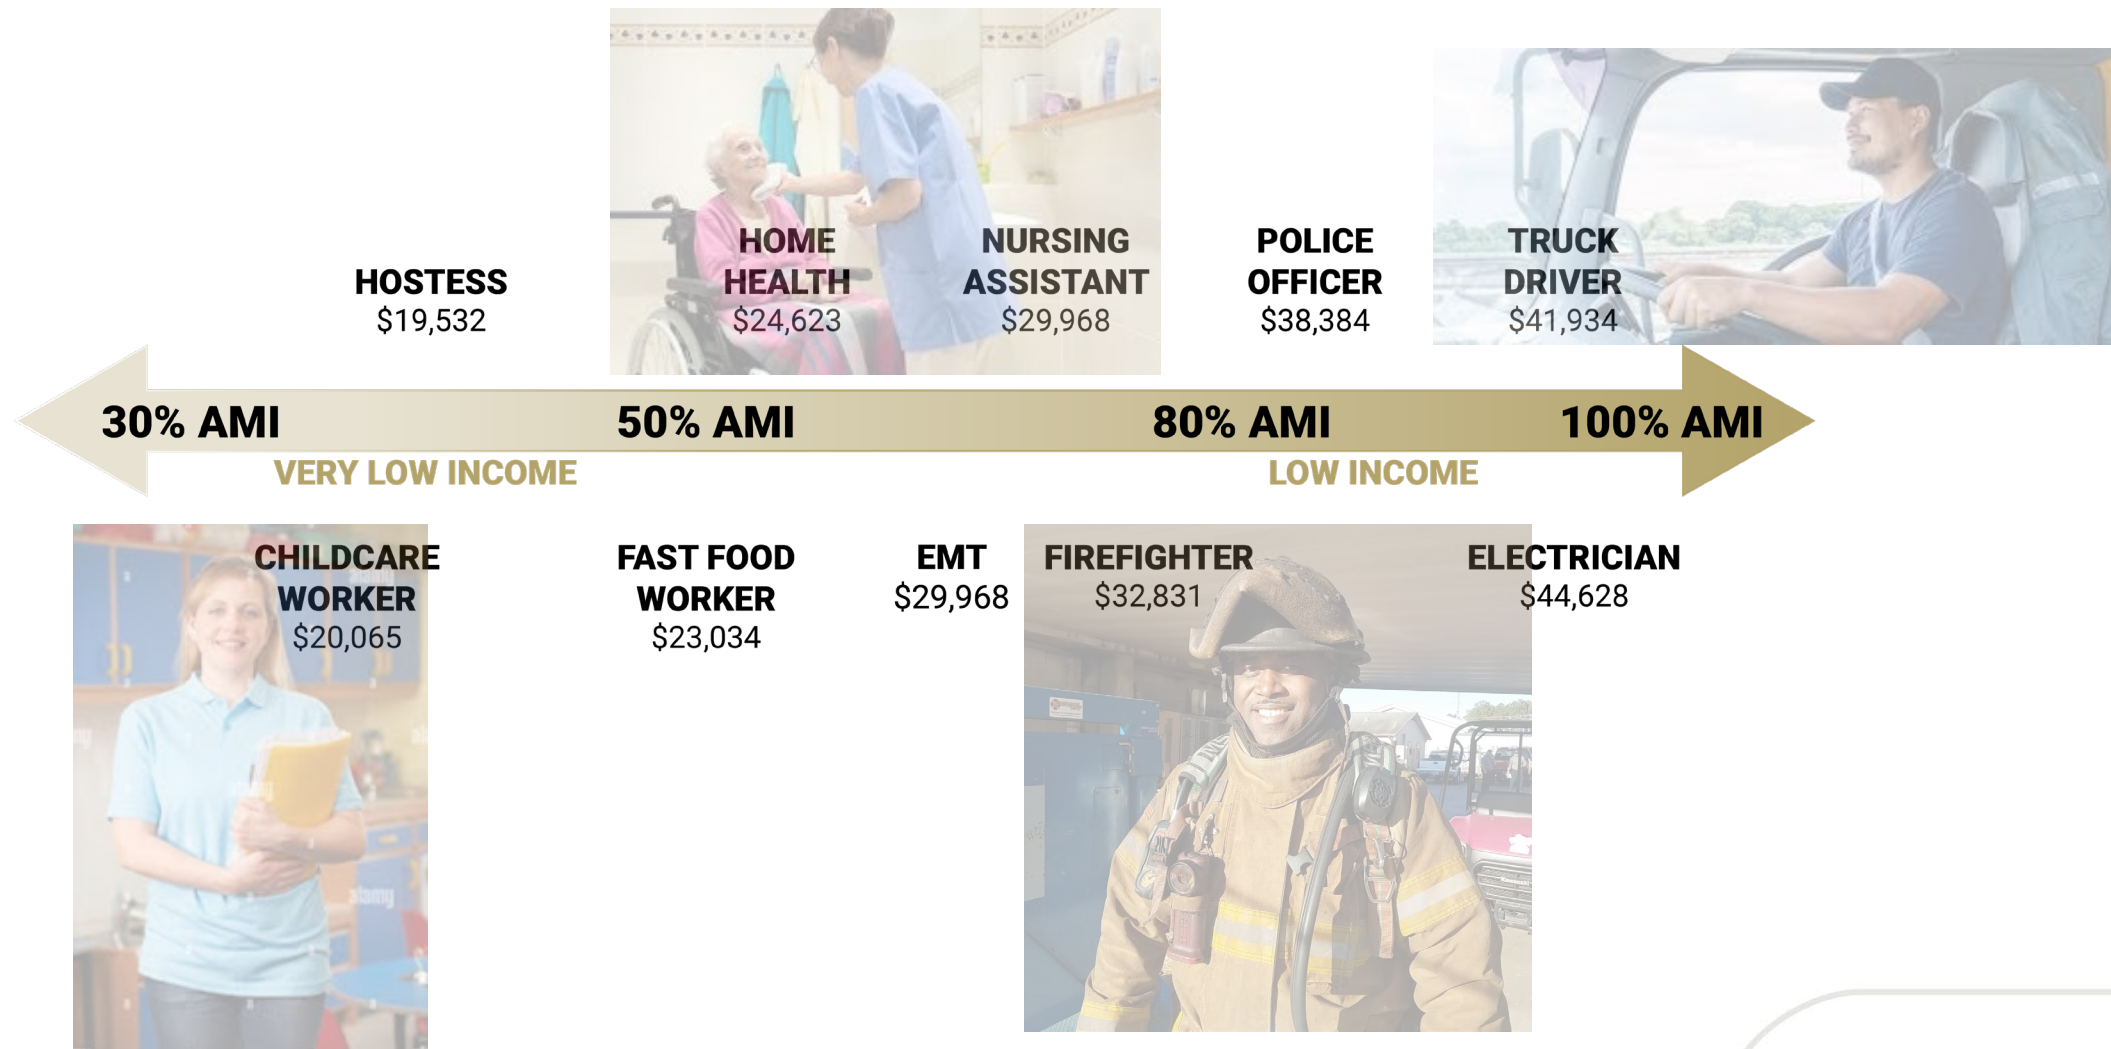 HOME
HEALTH
$24,623
NURSING
ASSISTANT
$29,968
POLICE
OFFICER
$38,384
TRUCK
DRIVER
$41,934
HOSTESS
$19,532
30% AMI
50% AMI
80% AMI
100% AMI
VERY LOW INCOME
LOW INCOME
CHILDCARE
WORKER
$20,065
FAST FOOD
WORKER
$23,034
EMT
$29,968
FIREFIGHTER
$32,831
ELECTRICIAN
$44,628
alamy
alamy